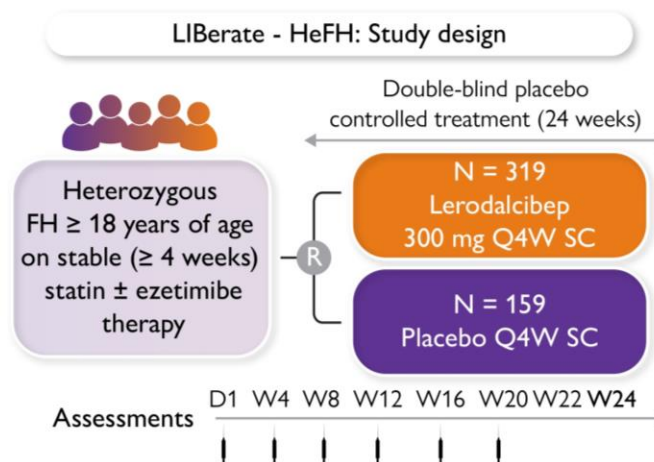 LIBerate - HeFH: Study design
Double-blind placebo
controlled treatment (24 weeks)
Heterozygous
FH ≥ 18 years of age
on stable (≥ 4 weeks)
statin ± ezetimibe
therapy
R
N = 319
Lerodalcibep
300 mg Q4W SC
N = 159
Placebo Q4W SC
Assessments
D1 W4 W8 W12 W16 W20 W22 W24